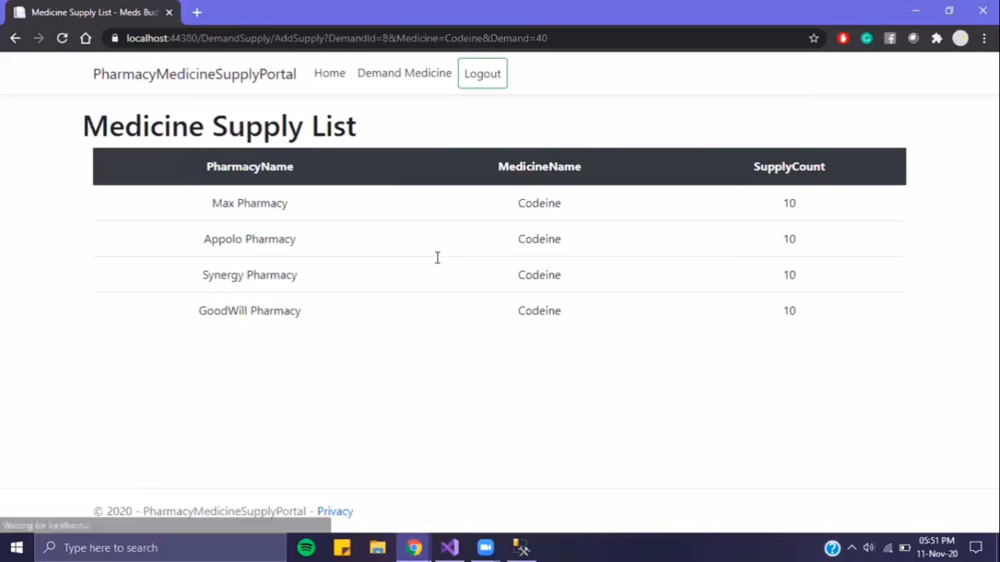 Medicine Supply List - Meds Bud
localhost:44380/DemandSupply/AddSupply?DemandId=8&Medicine=Codeine&Demand=40
PharmacyMedicineSupplyPortal Home Demand Medicine Logout
Medicine Supply List
PharmacyName MedicineName SupplyCount
Max Pharmacy Codeine 10
Appolo Pharmacy Codeine 10
Synergy Pharmacy Codeine 10
GoodWill Pharmacy Codeine 10
© 2020 - PharmacyMedicineSupplyPortal - Privacy
Waiting for localhost...
Type here to search
05:51 PM
11-Nov-20